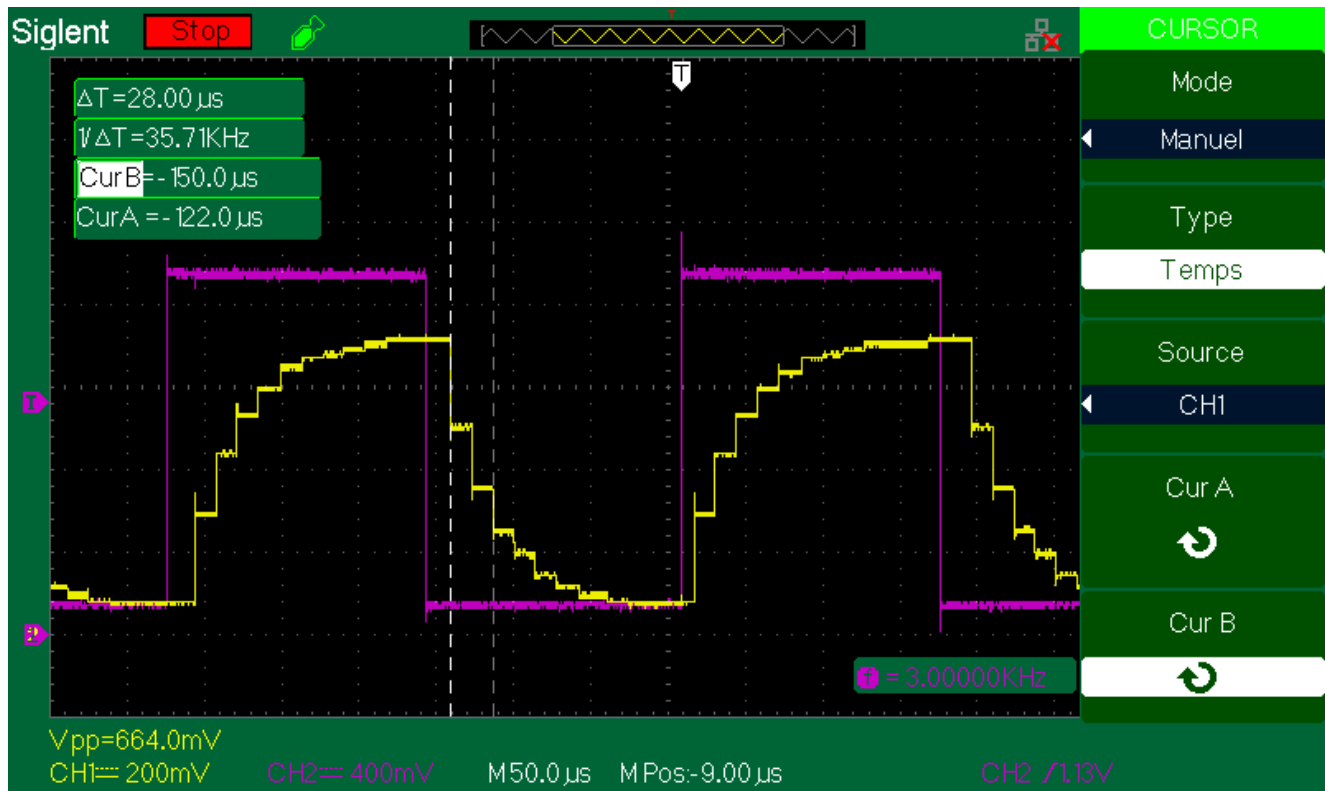 Siglent Stop T CURSOR
T
Mode
Manuel
Type
Temps
Source
CH1
Cur A
Cur B
ΔT=28.00µs
1/ΔT=35.71KHz
CurB=-150.0µs
CurA =-122.0µs
T
f = 3.00000KHz
Vpp=664.0mV
CH1 200mV CH2 400mV M50.0µs MPos:-9.00µs CH2 /1.13V